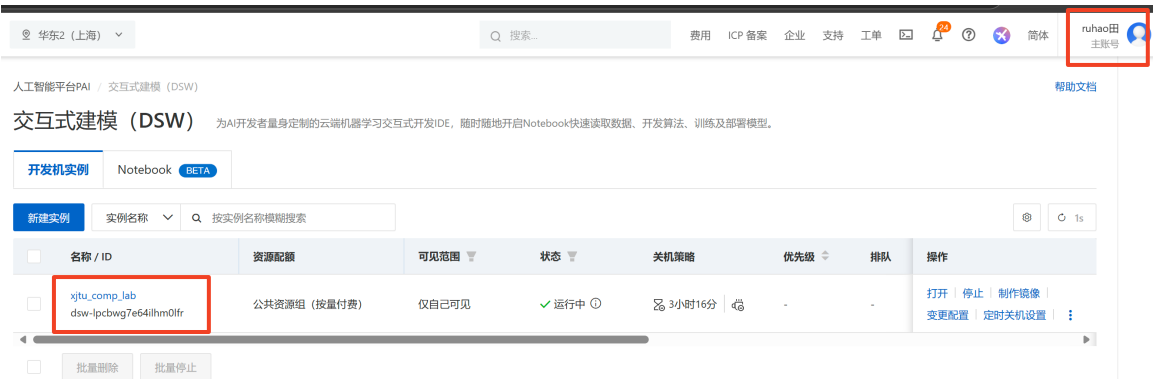 华东2（上海） 搜索... 费用 ICP 备案 企业 支持 工单 24 简体 ruhao田
主账号
人工智能平台PAI / 交互式建模（DSW） 帮助文档
交互式建模（DSW） 为AI开发者量身定制的云端机器学习交互式开发IDE，随时随地开启Notebook快速读取数据、开发算法、训练及部署模型。
开发机实例 Notebook BETA
新建实例 实例名称 按实例名称模糊搜索 1s
名称 / ID 资源配额 可见范围 状态 关机策略 优先级 排队 操作
xjtu_comp_lab
dsw-lpcbwg7e64ilhm0lfr
公共资源组（按量付费） 仅自己可见 运行中 3小时16分 - -
打开 停止 制作镜像
变更配置 定时关机设置
批量删除 批量停止